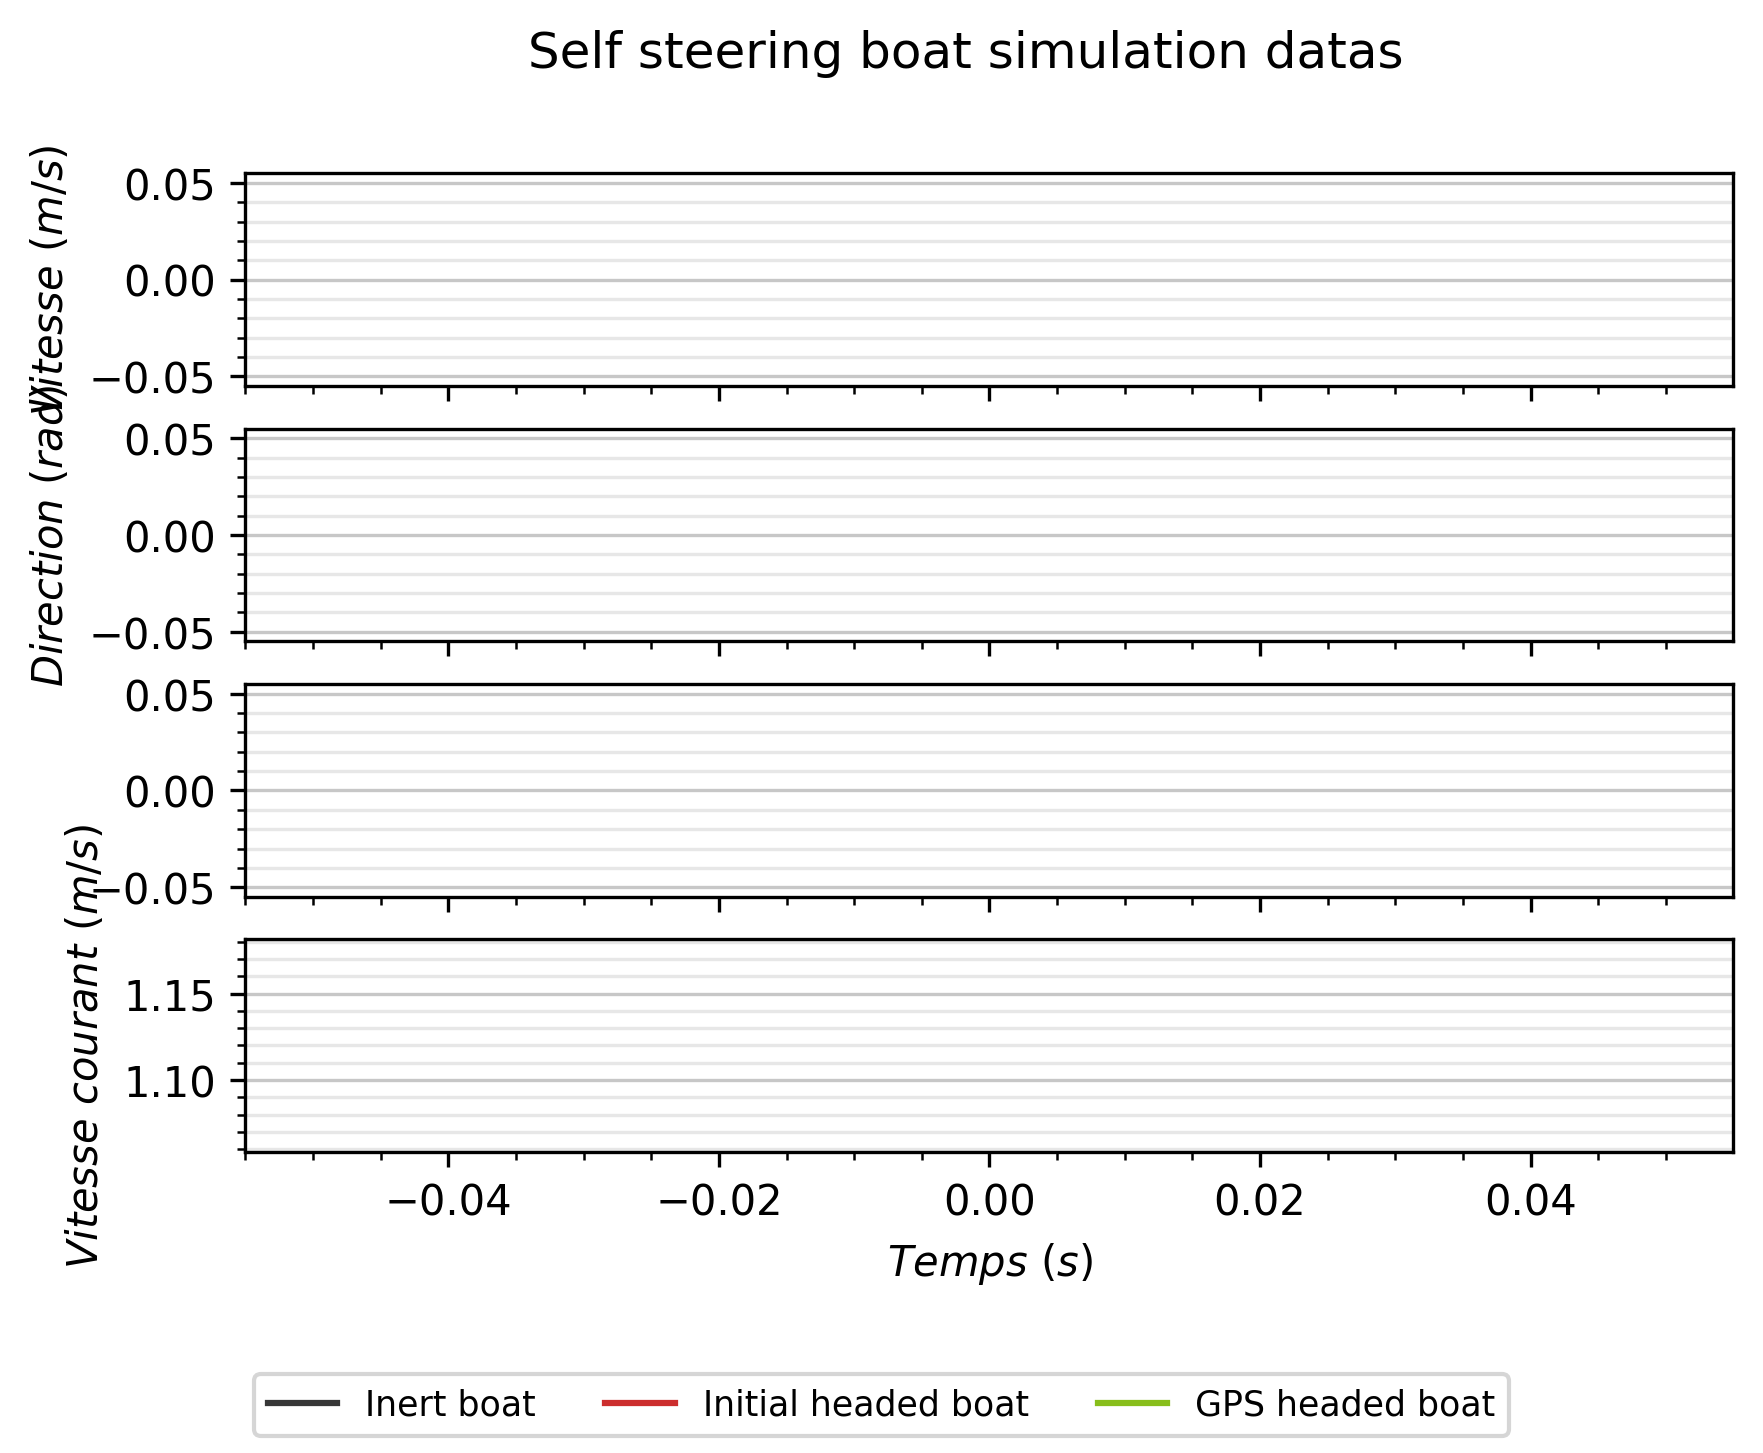 Self steering boat simulation datas
Vitesse (m/s)
0.05
0.00
−0.05
Direction (rad)
0.05
0.00
−0.05
0.05
0.00
−0.05
Vitesse courant (m/s)
1.15
1.10
−0.04 −0.02 0.00 0.02 0.04
Temps (s)
Inert boat Initial headed boat GPS headed boat